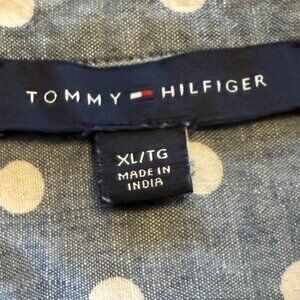 TOMMY HILFIGER
XL/TG
MADE IN
INDIA